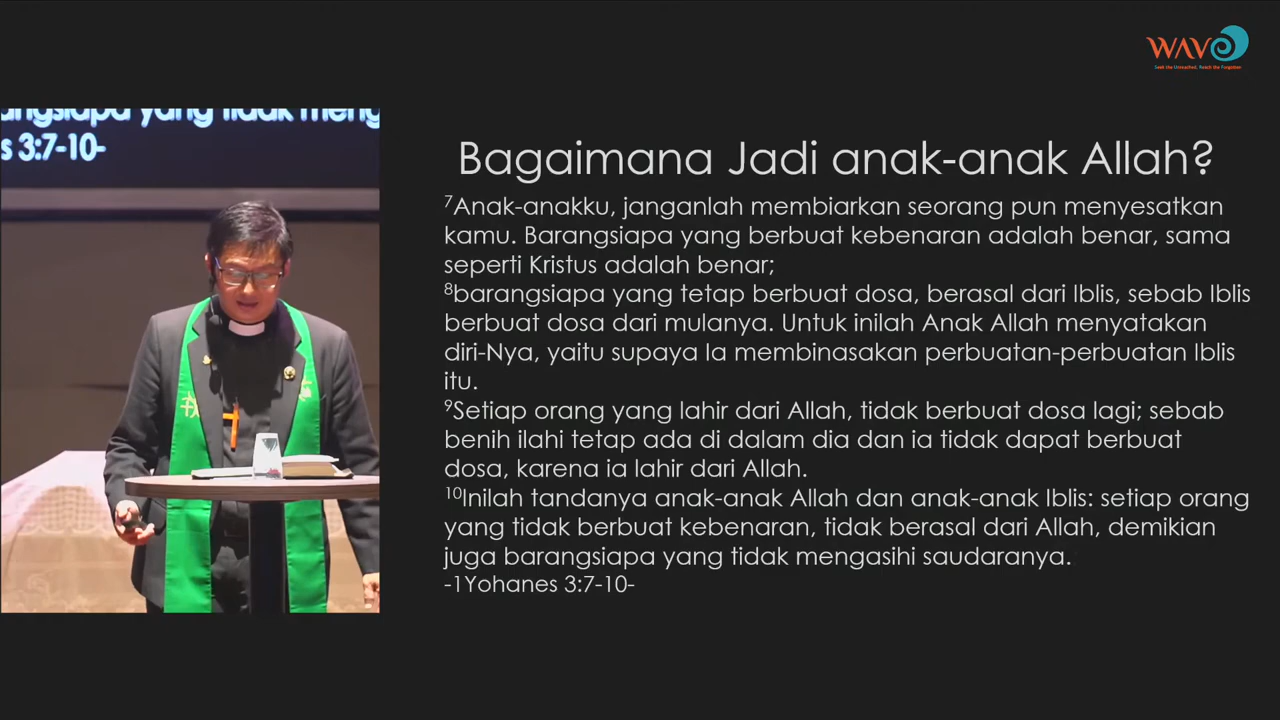 WAVE
Seek the Unreached, Reach the Forgotten
angsiapa yang tidak meng
s 3:7-10-
Bagaimana Jadi anak-anak Allah?
⁷Anak-anakku, janganlah membiarkan seorang pun menyesatkan
kamu. Barangsiapa yang berbuat kebenaran adalah benar, sama
seperti Kristus adalah benar;
⁸barangsiapa yang tetap berbuat dosa, berasal dari Iblis, sebab Iblis
berbuat dosa dari mulanya. Untuk inilah Anak Allah menyatakan
diri-Nya, yaitu supaya Ia membinasakan perbuatan-perbuatan Iblis
itu.
⁹Setiap orang yang lahir dari Allah, tidak berbuat dosa lagi; sebab
benih ilahi tetap ada di dalam dia dan ia tidak dapat berbuat
dosa, karena ia lahir dari Allah.
¹⁰Inilah tandanya anak-anak Allah dan anak-anak Iblis: setiap orang
yang tidak berbuat kebenaran, tidak berasal dari Allah, demikian
juga barangsiapa yang tidak mengasihi saudaranya.
-1Yohanes 3:7-10-